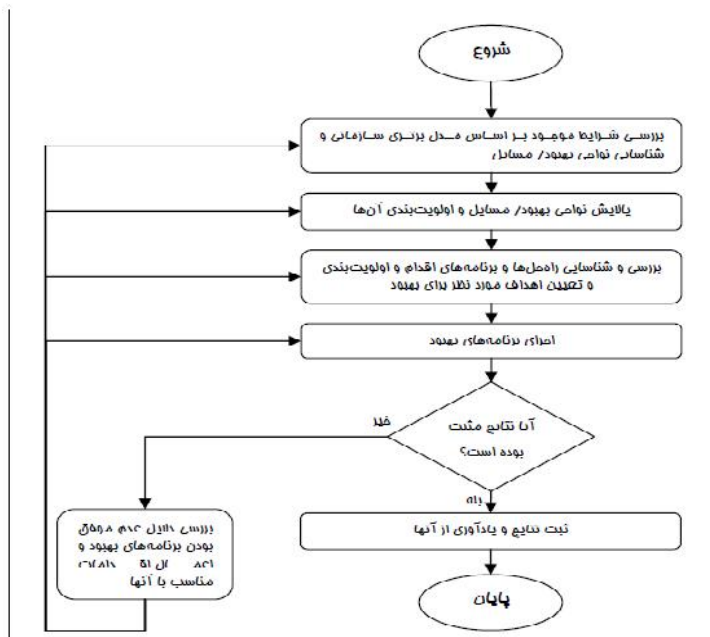 شروع
بررسی شرایط موجود بر اساس مدل برتری سازمانی و
شناسایی نواحی بهبود/ مسایل
پالایش نواحی بهبود/ مسایل و اولویت‌بندی آن‌ها
بررسی و شناسایی راه‌حل‌ها و برنامه‌های اقدام و اولویت‌بندی
و تعیین اهداف مورد نظر برای بهبود
اجرای برنامه‌های بهبود
آیا نتایج مثبت
بوده است؟
خیر
بله
بررسی دلایل عدم موفق
بودن برنامه‌های بهبود و
مناسب با آنها
ثبت نتایج و یادآوری از آنها
پایان